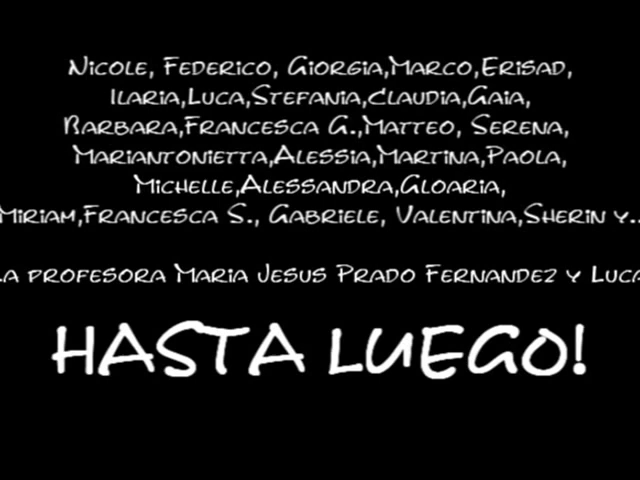 Nicole, Federico, Giorgia,Marco,Erisad,
Ilaria,Luca,Stefania,Claudia,Gaia,
Barbara,Francesca G.,Matteo, Serena,
Mariantonietta,Alessia,Martina,Paola,
Michelle,Alessandra,Gloaria,
Miriam,Francesca S., Gabriele, Valentina,Sherin y..
la profesora Maria Jesus Prado Fernandez y Luca
HASTA LUEGO!